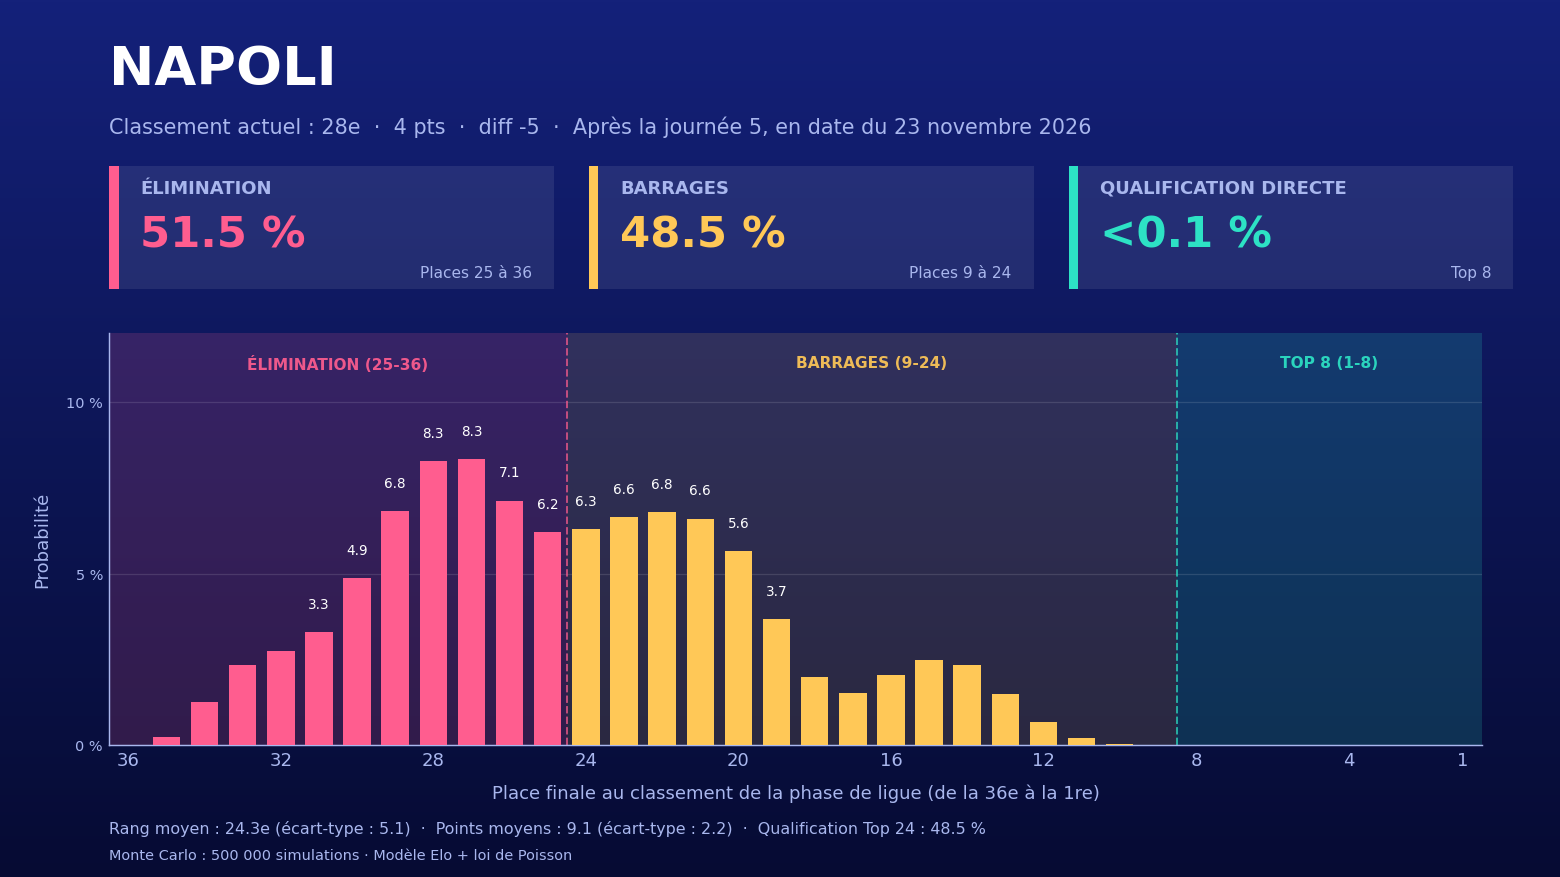 NAPOLI
Classement actuel : 28e · 4 pts · diff -5 · Après la journée 5, en date du 23 novembre 2026
ÉLIMINATION
51.5 %
Places 25 à 36
BARRAGES
48.5 %
Places 9 à 24
QUALIFICATION DIRECTE
<0.1 %
Top 8
ÉLIMINATION (25-36)
BARRAGES (9-24)
TOP 8 (1-8)
Probabilité
10 %
5 %
0 %
3.3
4.9
6.8
8.3
8.3
7.1
6.2
6.3
6.6
6.8
6.6
5.6
3.7
36 32 28 24 20 16 12 8 4 1
Place finale au classement de la phase de ligue (de la 36e à la 1re)
Rang moyen : 24.3e (écart-type : 5.1) · Points moyens : 9.1 (écart-type : 2.2) · Qualification Top 24 : 48.5 %
Monte Carlo : 500 000 simulations · Modèle Elo + loi de Poisson